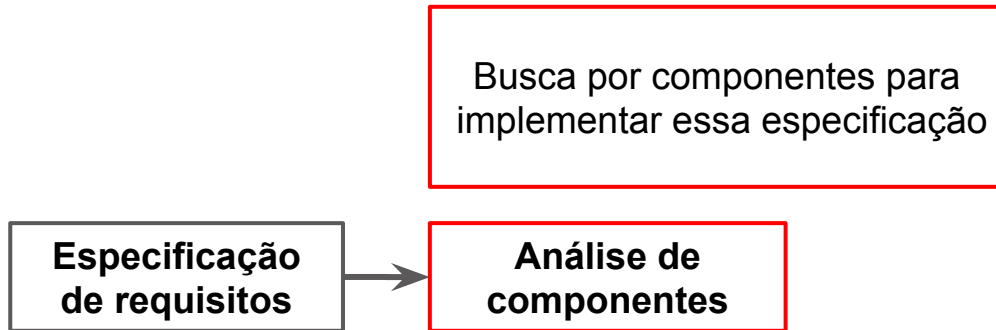 Busca por componentes para
implementar essa especificação
Especificação
de requisitos
Análise de
componentes